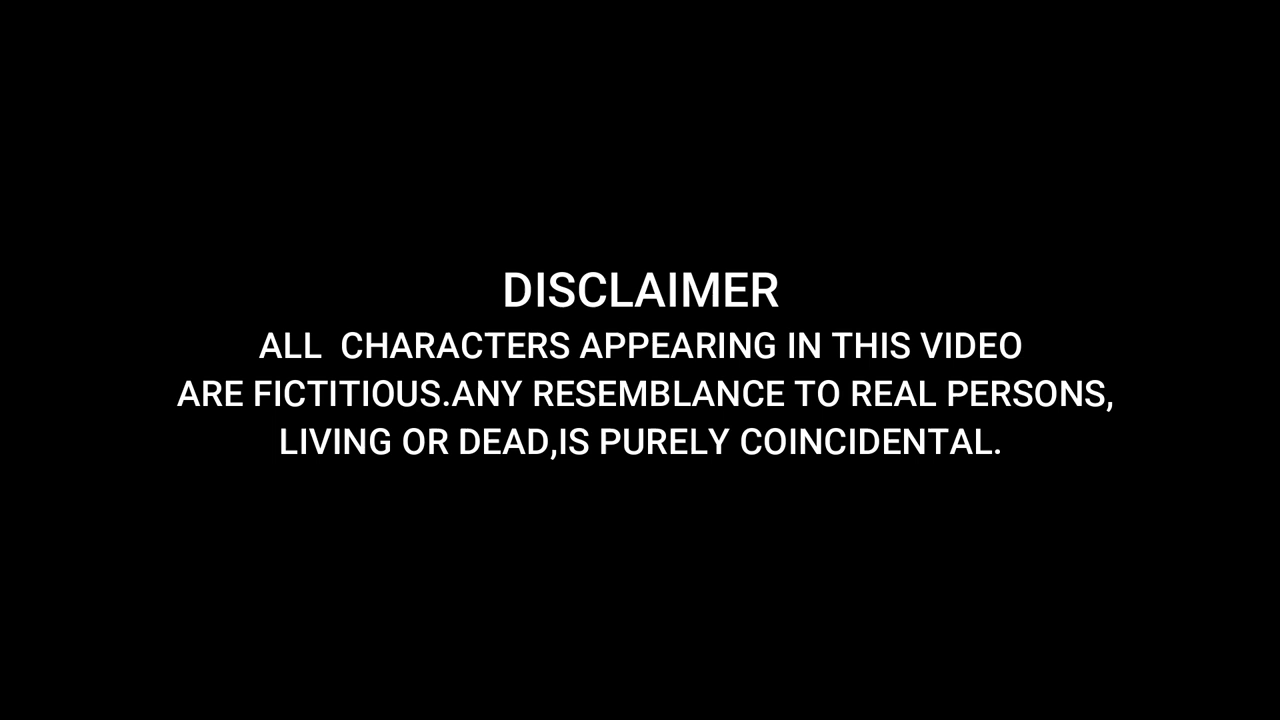 DISCLAIMER
ALL  CHARACTERS APPEARING IN THIS VIDEO
ARE FICTITIOUS.ANY RESEMBLANCE TO REAL PERSONS,
LIVING OR DEAD,IS PURELY COINCIDENTAL.